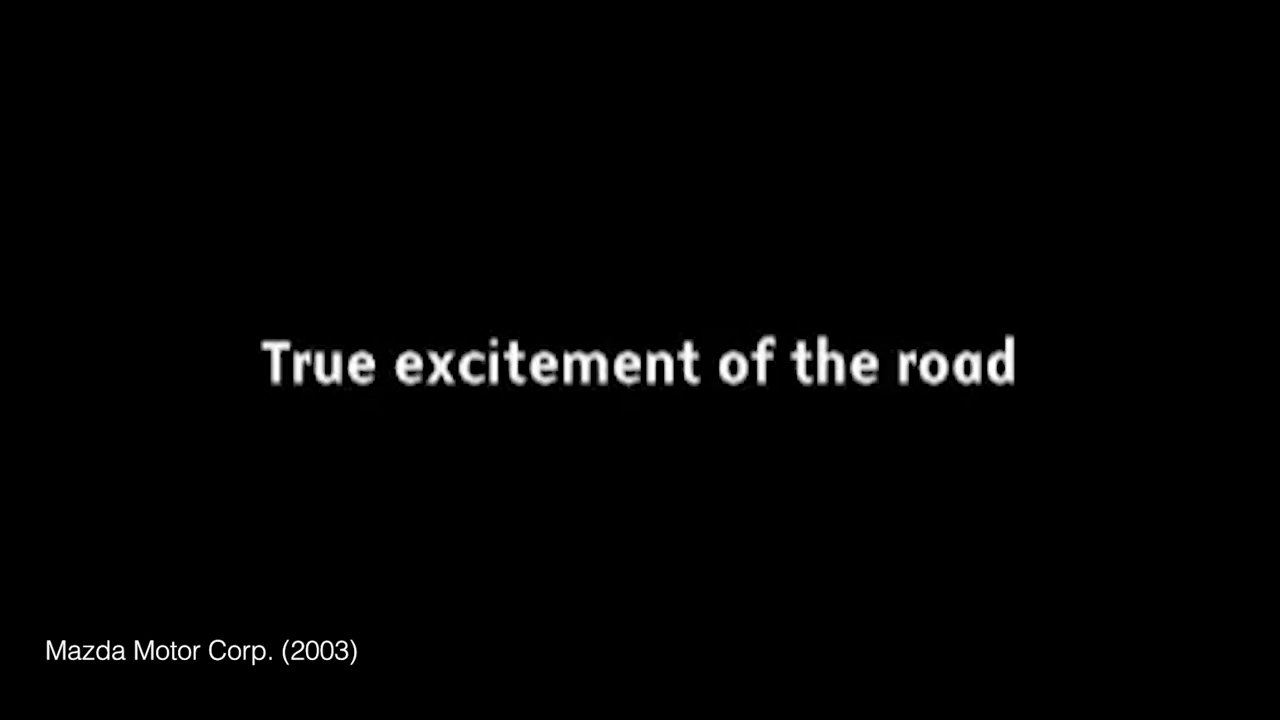 True excitement of the road
Mazda Motor Corp. (2003)